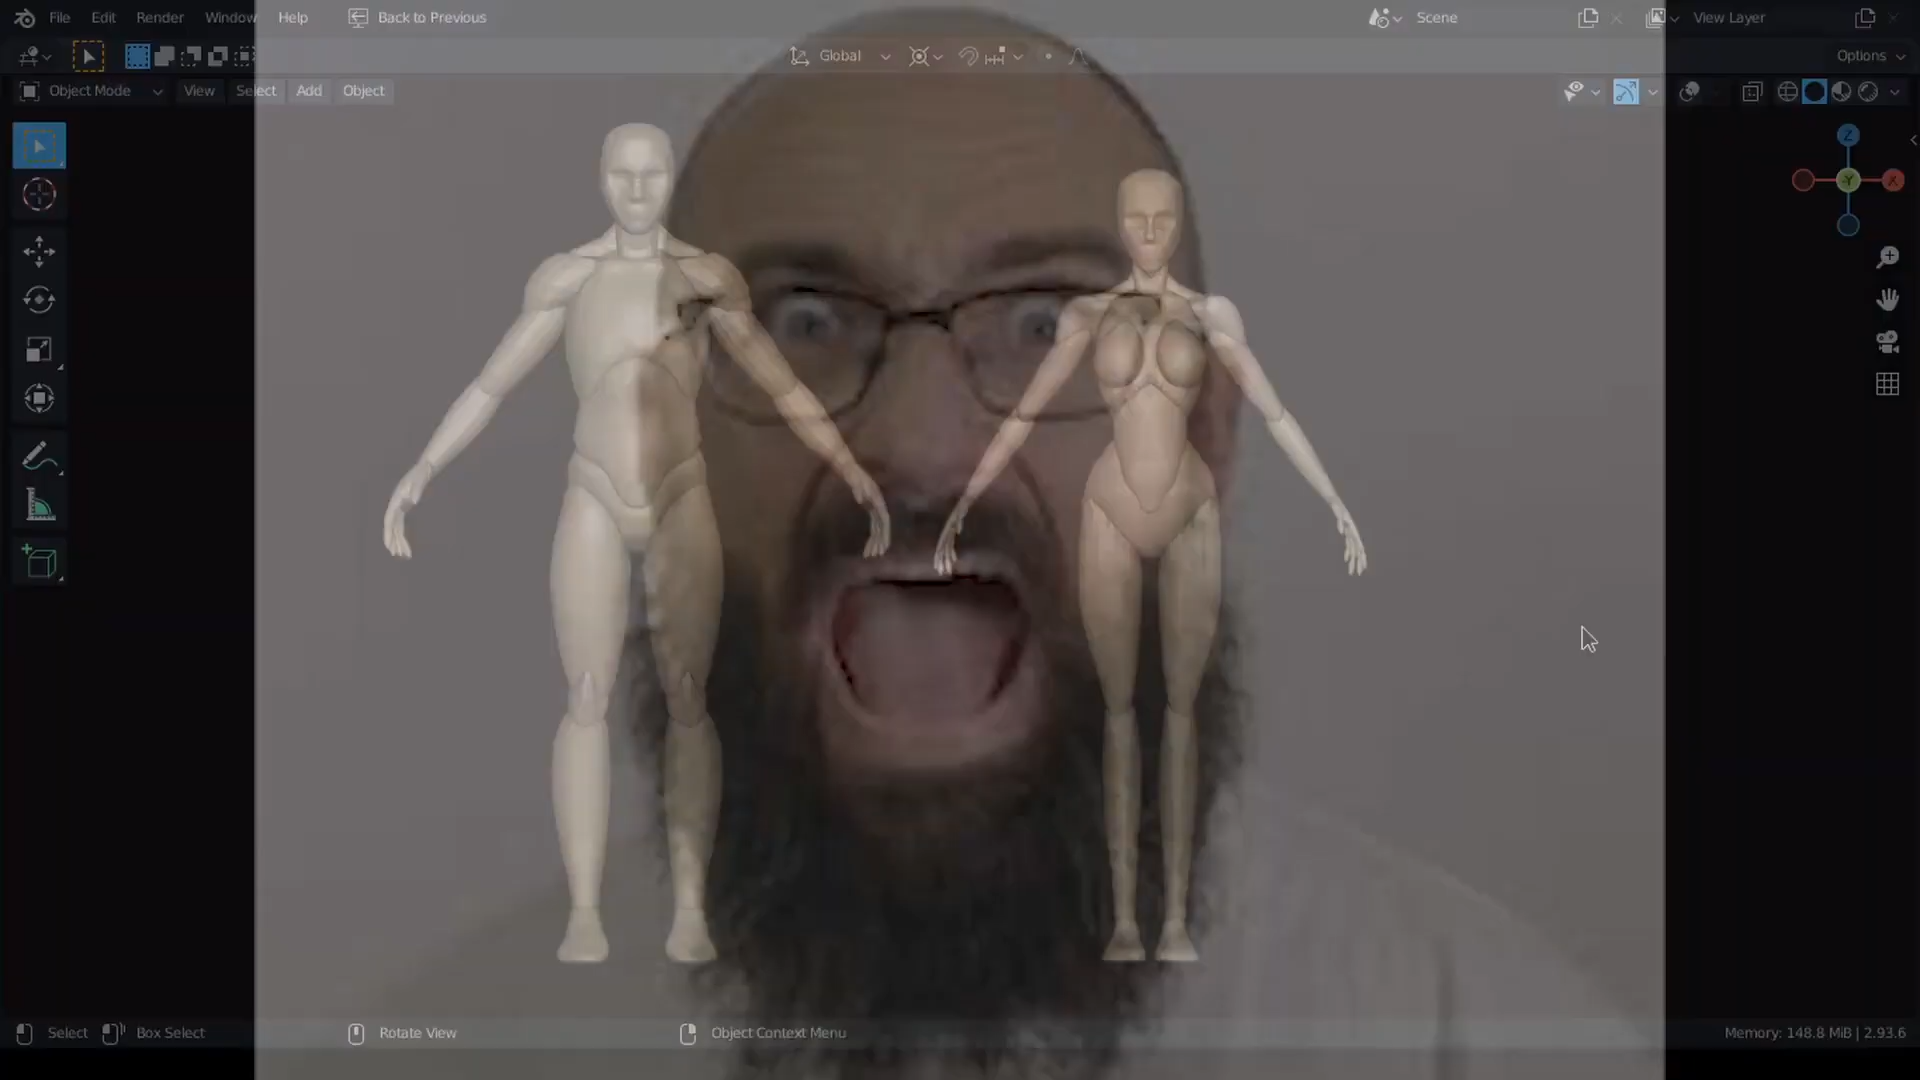 File Edit Render Window Help Back to Previous Scene View Layer
Global Options
Object Mode View Select Add Object
Z
Y X
Select Box Select Rotate View Object Context Menu Memory: 148.8 MiB | 2.93.6